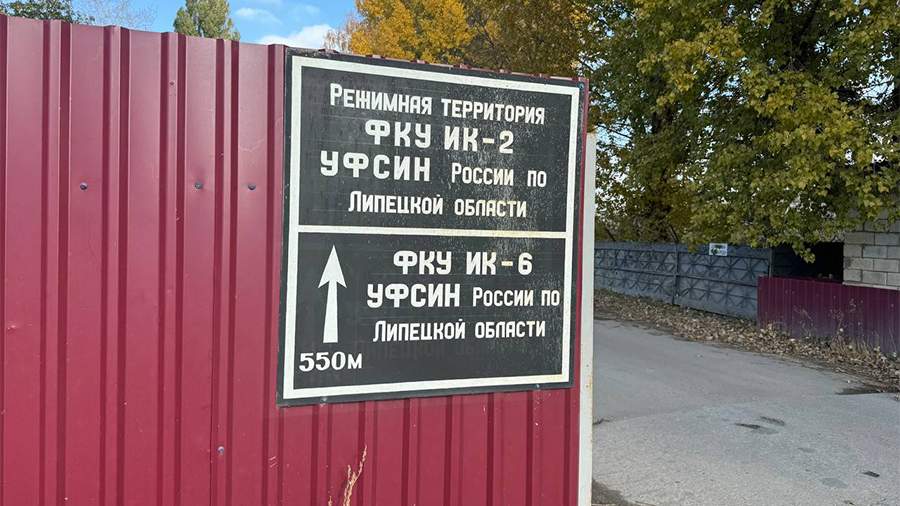 Режимная территория
ФКУ ИК-2
УФСИН России по
Липецкой области
ФКУ ИК-6
УФСИН России по
Липецкой области
550м